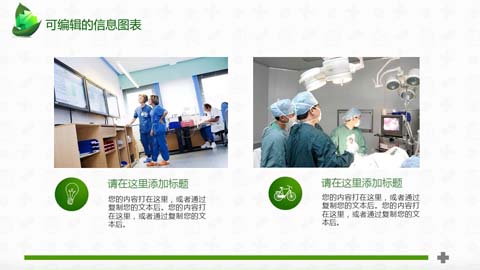 可编辑的信息图表
请在这里添加标题
您的内容打在这里，或者通过
复制您的文本后。您的内容打
在这里，或者通过复制您的文
本后。
请在这里添加标题
您的内容打在这里，或者通过
复制您的文本后。您的内容打
在这里，或者通过复制您的文
本后。